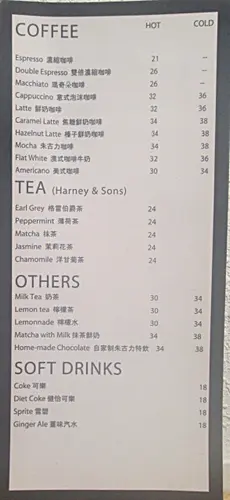 COFFEE HOT COLD
Espresso 濃縮咖啡 21 --
Double Espresso 雙倍濃縮咖啡 26 --
Macchiato 瑪奇朵咖啡 26 --
Cappuccino 意式泡沫咖啡 32 36
Latte 鮮奶咖啡 32 36
Caramel Latte 焦糖鮮奶咖啡 34 38
Hazelnut Latte 榛子鮮奶咖啡 34 38
Mocha 朱古力咖啡 34 38
Flat White 澳式咖啡牛奶 32 36
Americano 美式咖啡 30 34
TEA (Harney & Sons)
Earl Grey 格雷伯爵茶 24
Peppermint 薄荷茶 24
Matcha 抹茶 24
Jasmine 茉莉花茶 24
Chamomile 洋甘菊茶 24
OTHERS
Milk Tea 奶茶 30 34
Lemon tea 檸檬茶 30 34
Lemonnade 檸檬水 30 34
Matcha with Milk 抹茶鮮奶 34 38
Home-made Chocolate 自家制朱古力特飲 34 38
SOFT DRINKS
Coke 可樂 18
Diet Coke 健怡可樂 18
Sprite 雪碧 18
Ginger Ale 薑味汽水 18